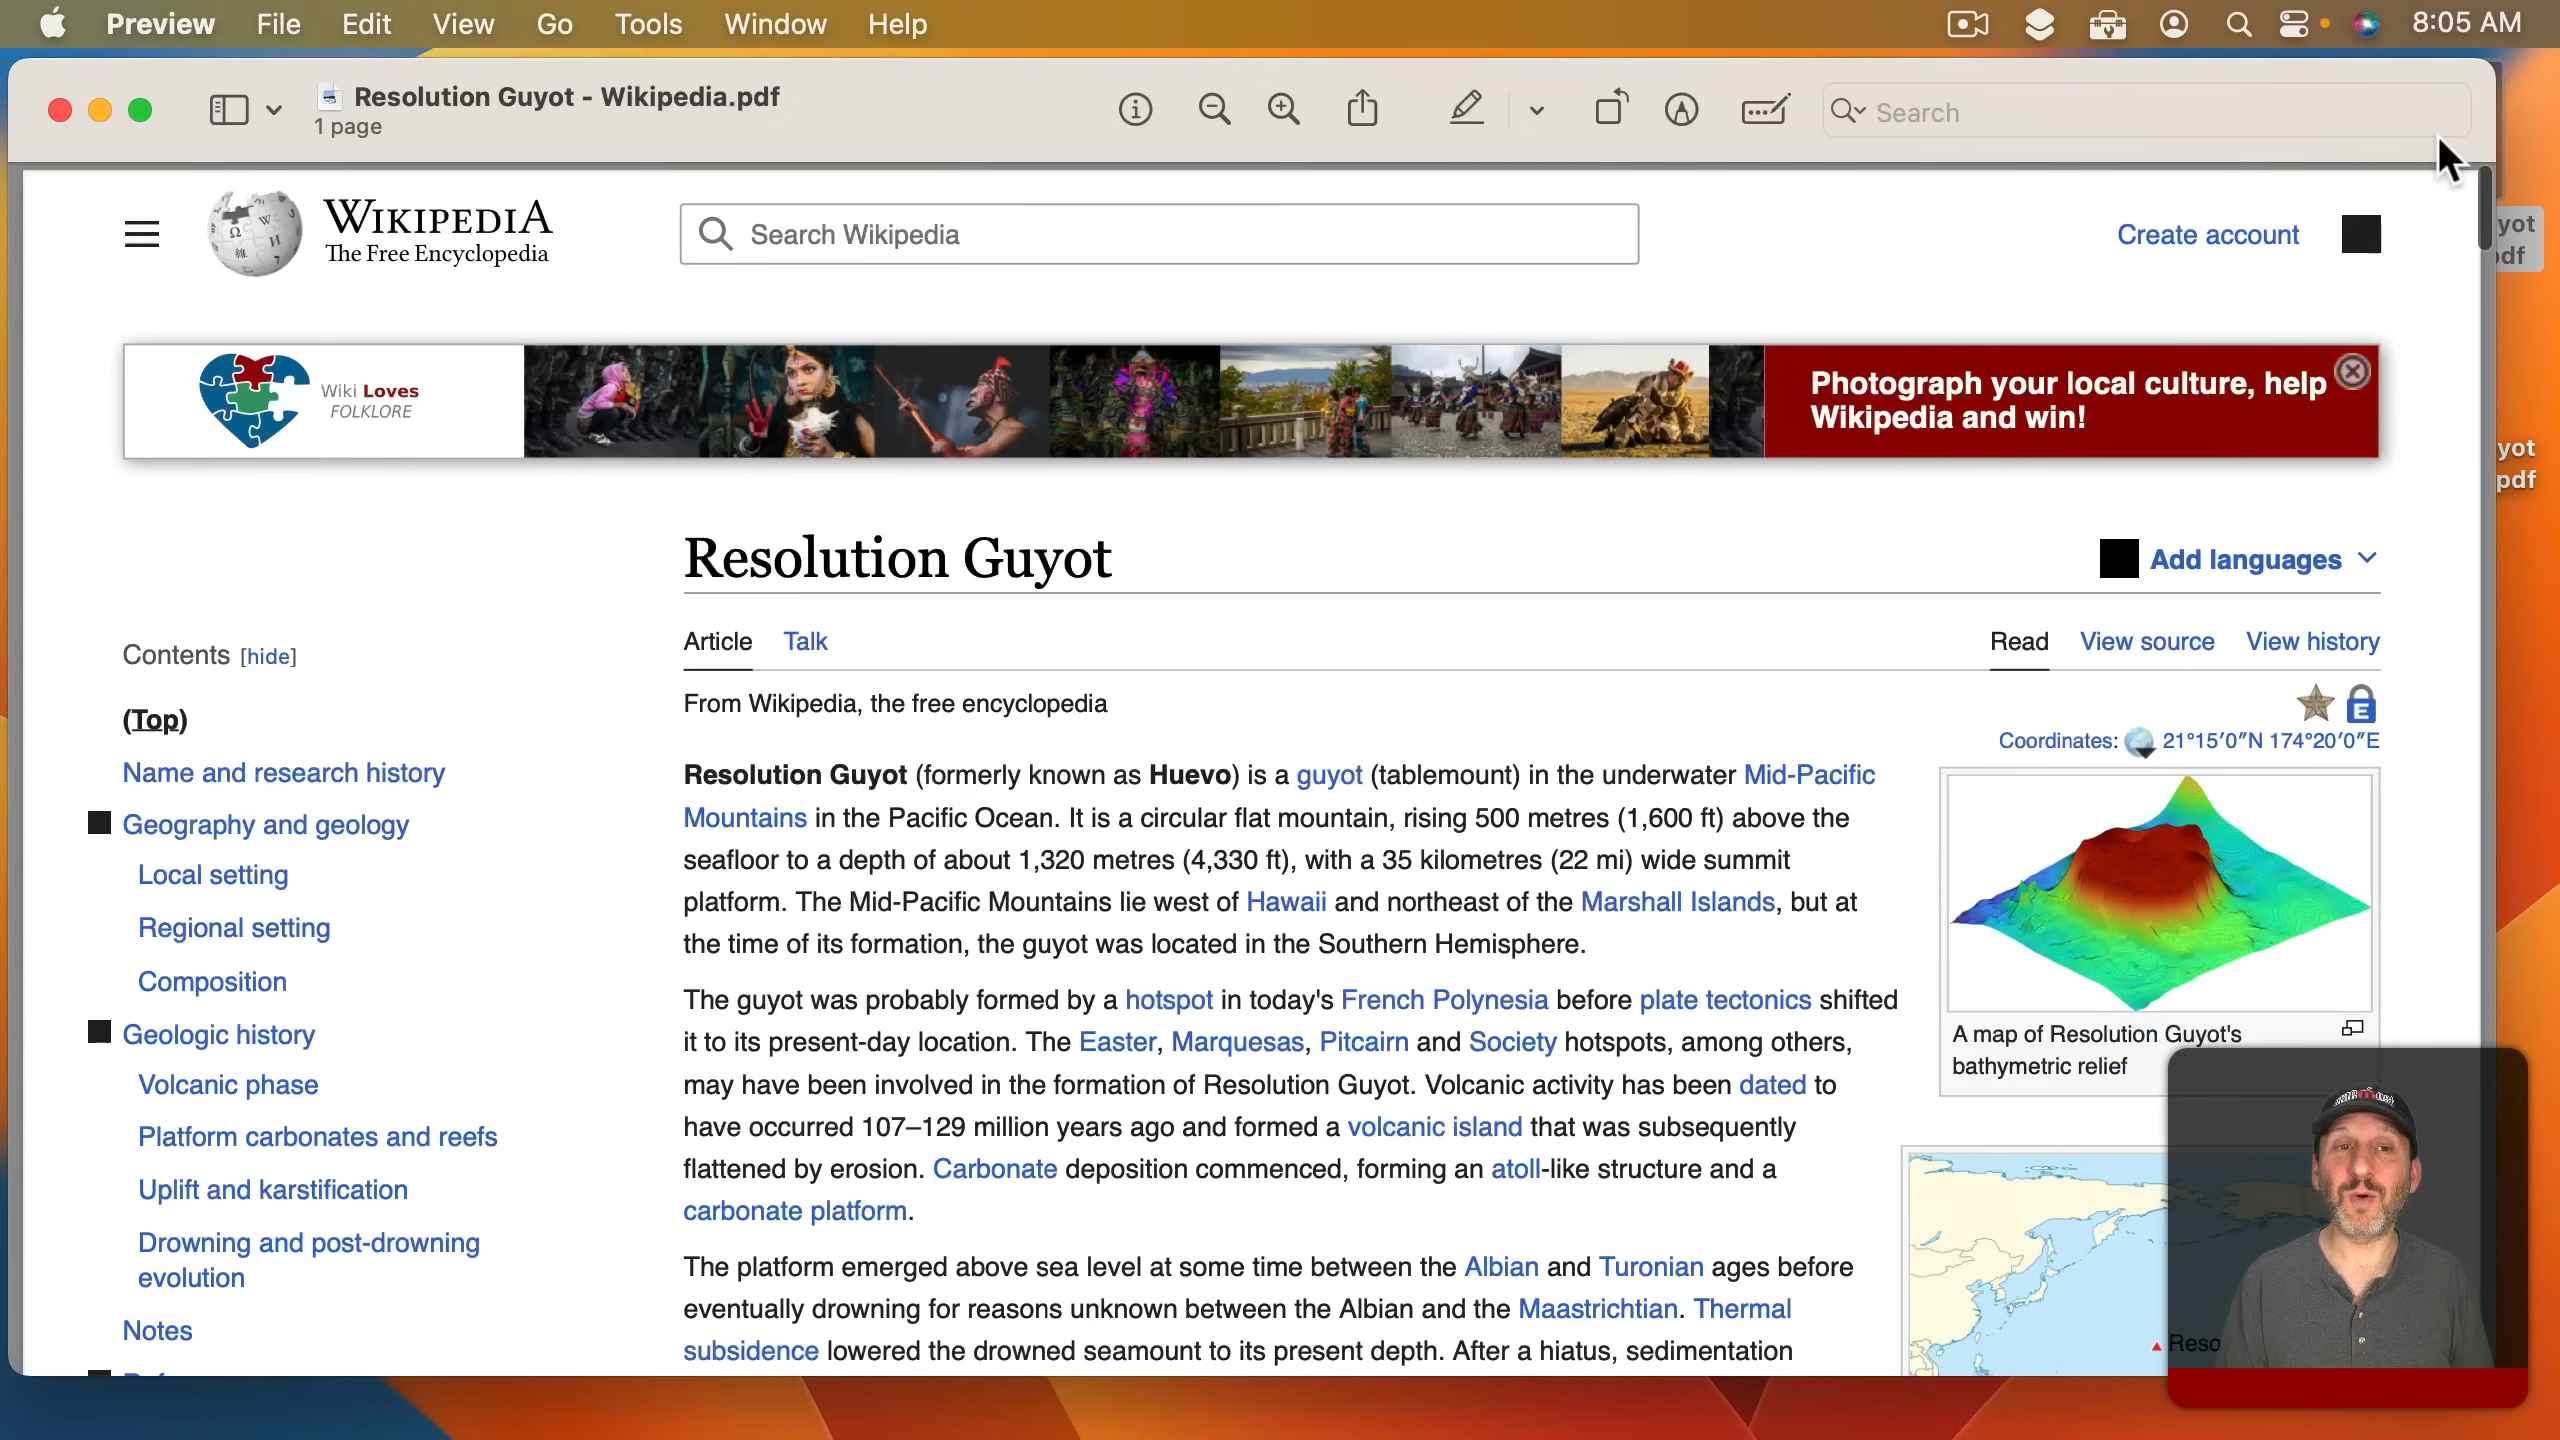 Preview File Edit View Go Tools Window Help 8:05 AM
Resolution Guyot - Wikipedia.pdf
1 page
Search
WIKIPEDIA
The Free Encyclopedia
Search Wikipedia
Create account
yot
pdf
Wiki Loves
FOLKLORE
Photograph your local culture, help
Wikipedia and win!
yot
pdf
Resolution Guyot
Add languages
Contents [hide]
(Top)
Name and research history
Geography and geology
Local setting
Regional setting
Composition
Geologic history
Volcanic phase
Platform carbonates and reefs
Uplift and karstification
Drowning and post-drowning
evolution
Notes
Article Talk
Read View source View history
From Wikipedia, the free encyclopedia
E
Coordinates: 21°15′0″N 174°20′0″E
Resolution Guyot (formerly known as Huevo) is a guyot (tablemount) in the underwater Mid-Pacific
Mountains in the Pacific Ocean. It is a circular flat mountain, rising 500 metres (1,600 ft) above the
seafloor to a depth of about 1,320 metres (4,330 ft), with a 35 kilometres (22 mi) wide summit
platform. The Mid-Pacific Mountains lie west of Hawaii and northeast of the Marshall Islands, but at
the time of its formation, the guyot was located in the Southern Hemisphere.
The guyot was probably formed by a hotspot in today's French Polynesia before plate tectonics shifted
it to its present-day location. The Easter, Marquesas, Pitcairn and Society hotspots, among others,
may have been involved in the formation of Resolution Guyot. Volcanic activity has been dated to
have occurred 107–129 million years ago and formed a volcanic island that was subsequently
flattened by erosion. Carbonate deposition commenced, forming an atoll-like structure and a
carbonate platform.
The platform emerged above sea level at some time between the Albian and Turonian ages before
eventually drowning for reasons unknown between the Albian and the Maastrichtian. Thermal
subsidence lowered the drowned seamount to its present depth. After a hiatus, sedimentation
A map of Resolution Guyot's
bathymetric relief
Reso